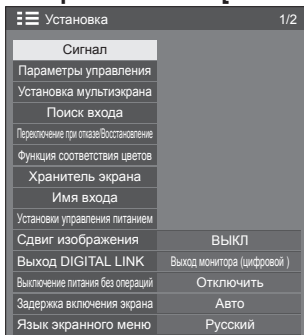 Установка 1/2
Сигнал
Параметры управления
Установка мультиэкрана
Поиск входа
Переключение при отказе/Восстановление
Функция соответствия цветов
Хранитель экрана
Имя входа
Установки управления питанием
Сдвиг изображения ВЫКЛ
Выход DIGITAL LINK Выход монитора (цифровой )
Выключение питания без операций Отключить
Задержка включения экрана Авто
Язык экранного меню Русский